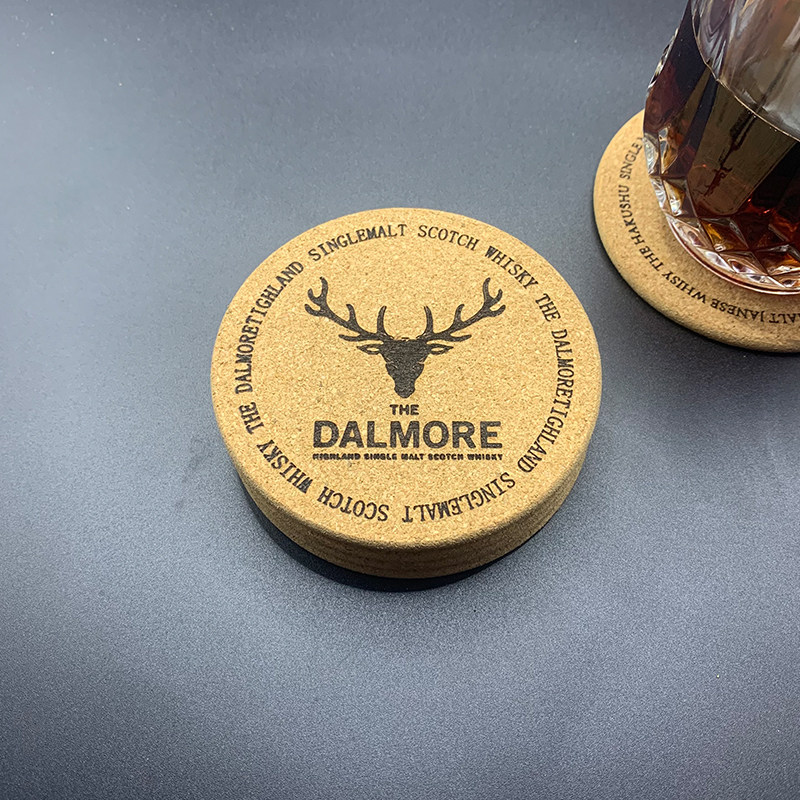 THE DALMORETIGHLAND SINGLEMALT SCOTCH WHISKY THE DALMORETIGHLAND SINGLEMALT SCOTCH WHISKY
THE
DALMORE
HIGHLAND SINGLE MALT SCOTCH WHISKY
ALT JANESE WHISY THE HAKUSHU SINGLE